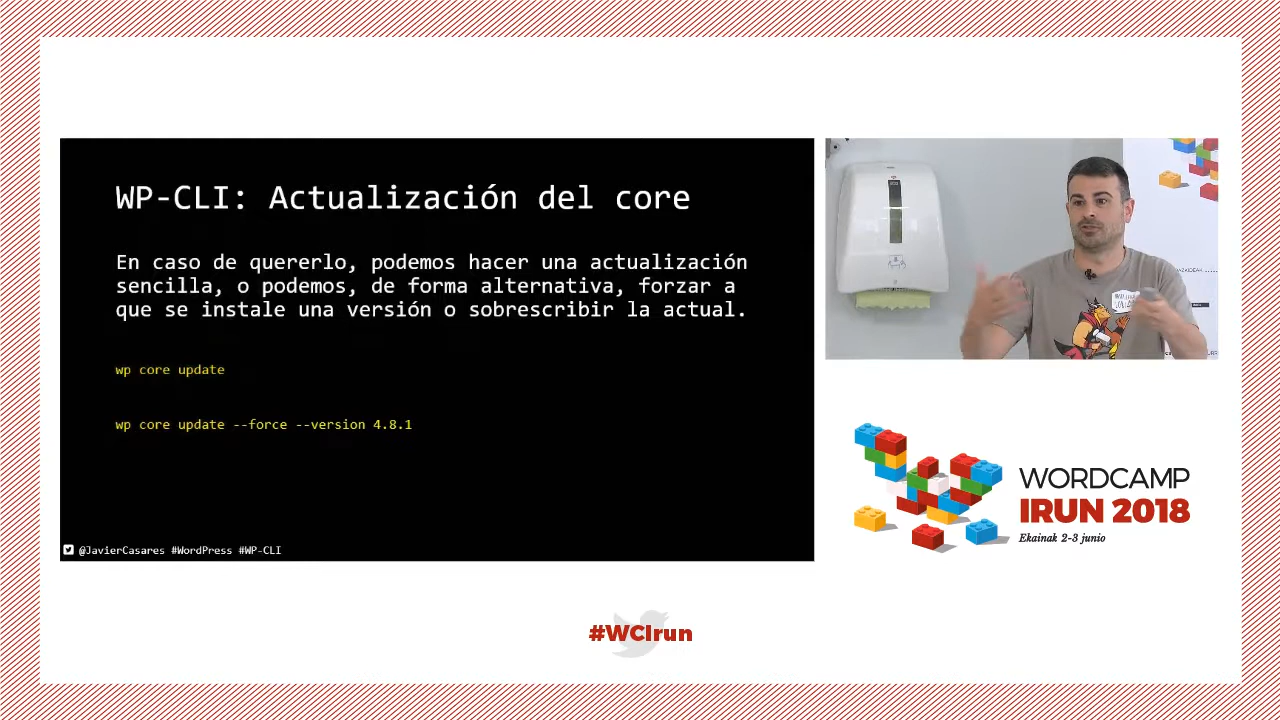 WP-CLI: Actualización del core
En caso de quererlo, podemos hacer una actualización
sencilla, o podemos, de forma alternativa, forzar a
que se instale una versión o sobrescribir la actual.
wp core update
wp core update --force --version 4.8.1
@JavierCasares #WordPress #WP-CLI
WORDCAMP
IRUN 2018
Ekainak 2-3 junio
#WCIrun